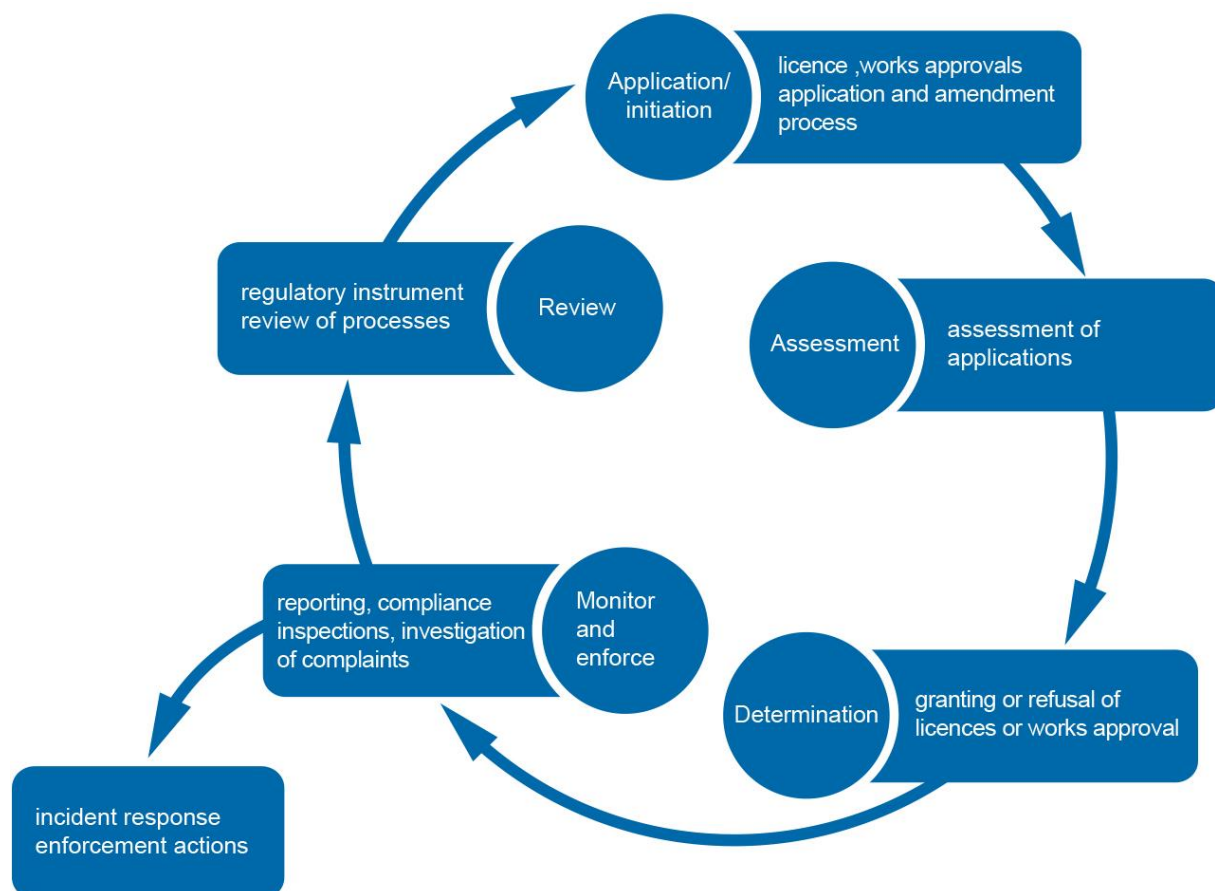 Application/
initiation
licence ,works approvals
application and amendment
process
Assessment
assessment of
applications
Determination
granting or refusal of
licences or works approval
Monitor
and
enforce
reporting, compliance
inspections, investigation
of complaints
incident response
enforcement actions
Review
regulatory instrument
review of processes